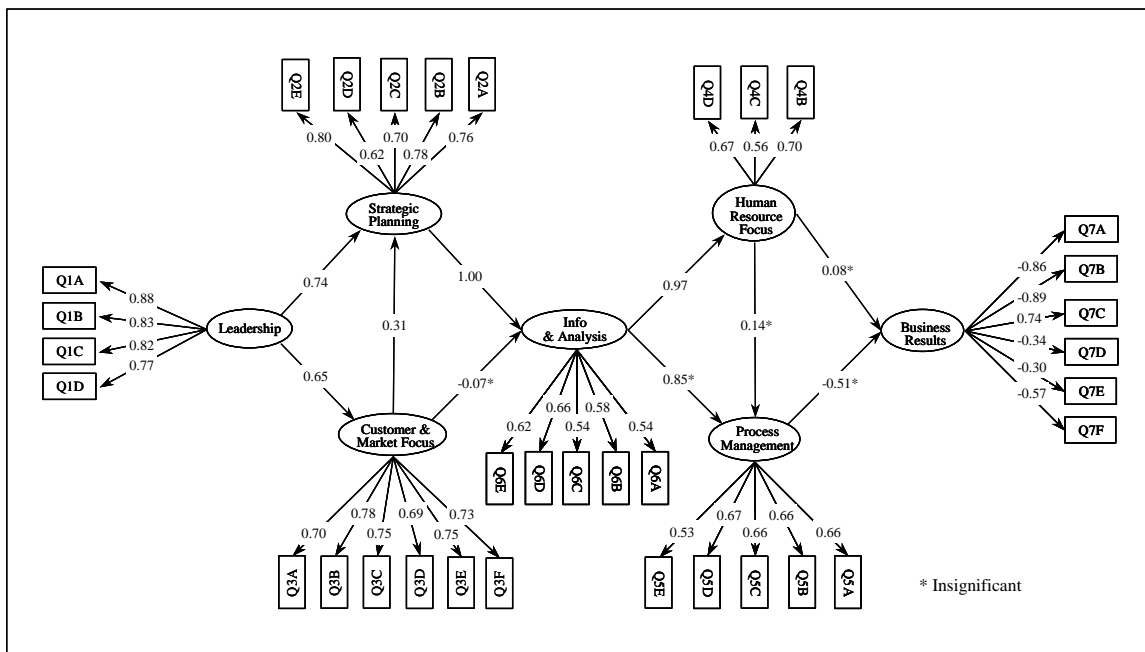 Q2E
Q2D
Q2C
Q2B
Q2A
0.80
0.62
0.70
0.78
0.76
Strategic
Planning
Q4D
Q4C
Q4B
0.67
0.56
0.70
Human
Resource
Focus
Q1A
Q1B
Q1C
Q1D
0.88
0.83
0.82
0.77
Leadership
0.74
0.65
0.31
1.00
-0.07*
Info
& Analysis
0.97
0.85*
0.14*
0.08*
-0.51*
Business
Results
-0.86
-0.89
0.74
-0.34
-0.30
-0.57
Q7A
Q7B
Q7C
Q7D
Q7E
Q7F
Customer &
Market Focus
0.70
0.78
0.75
0.69
0.75
0.73
Q3A
Q3B
Q3C
Q3D
Q3E
Q3F
0.62
0.66
0.54
0.58
0.54
Q6E
Q6D
Q6C
Q6B
Q6A
Process
Management
0.53
0.67
0.66
0.66
0.66
Q5E
Q5D
Q5C
Q5B
Q5A
* Insignificant